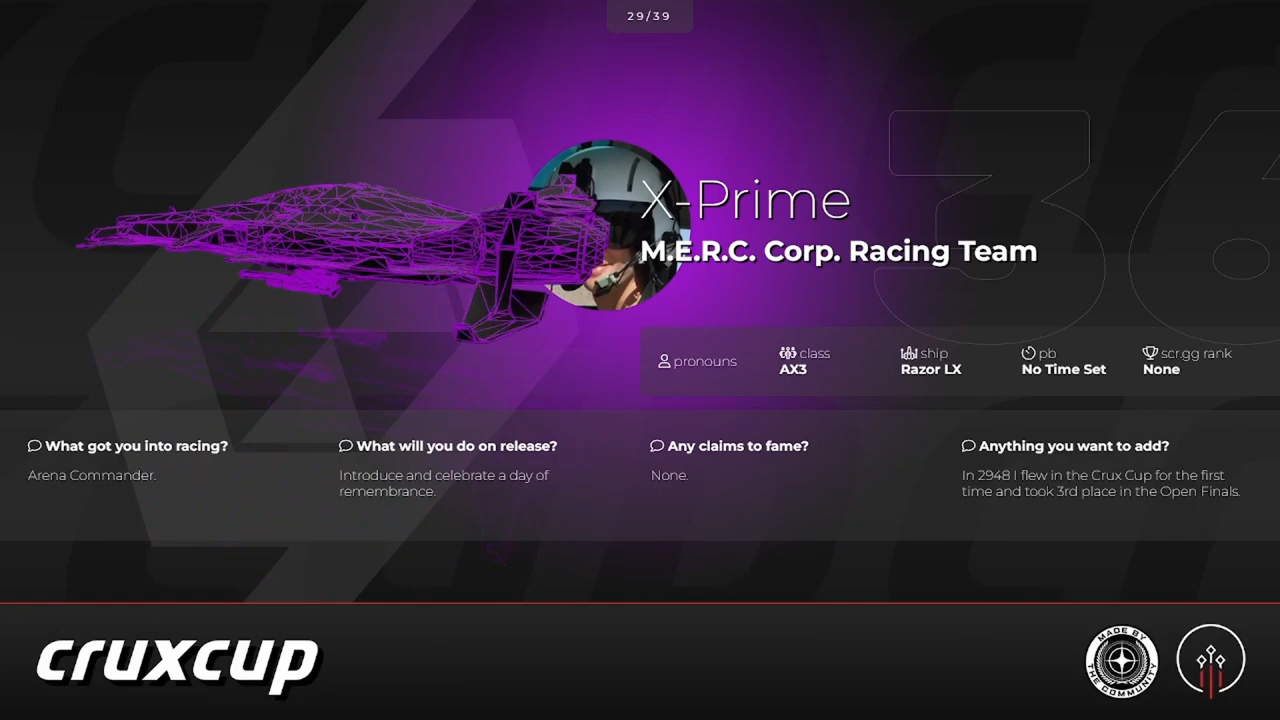 29/39
36
X-Prime
M.E.R.C. Corp. Racing Team
pronouns
class
AX3
ship
Razor LX
pb
No Time Set
scr.gg rank
None
What got you into racing?
Arena Commander.
What will you do on release?
Introduce and celebrate a day of
remembrance.
Any claims to fame?
None.
Anything you want to add?
In 2948 I flew in the Crux Cup for the first
time and took 3rd place in the Open Finals.
cruxcup
MADE BY
THE COMMUNITY